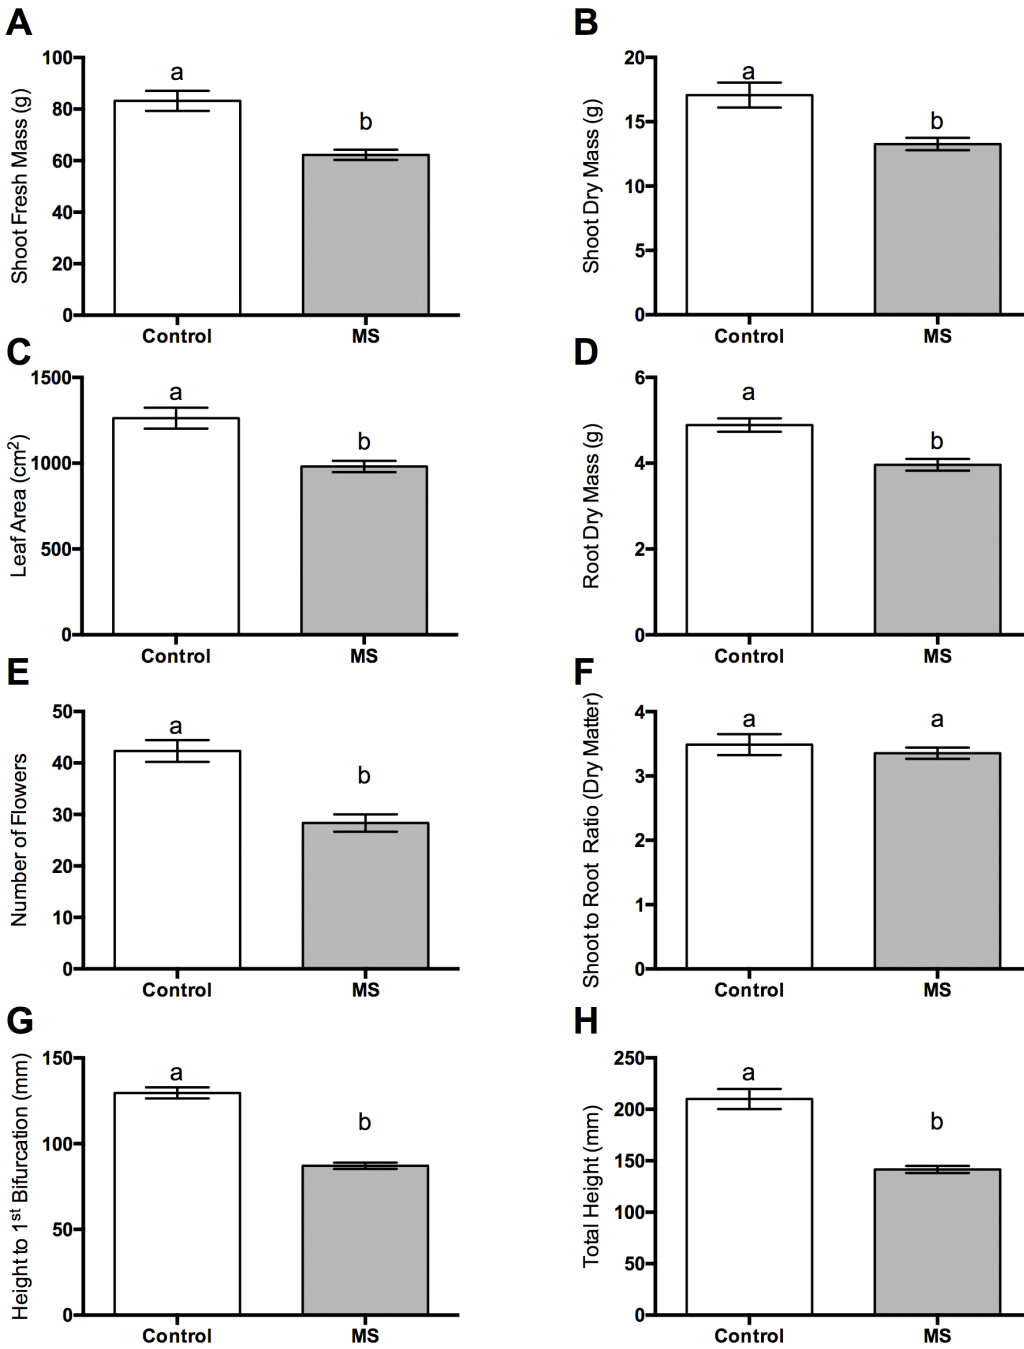 A
Shoot Fresh Mass (g)
100
80
60
40
20
0
a
b
Control
MS
B
Shoot Dry Mass (g)
20
15
10
5
0
a
b
Control
MS
C
Leaf Area (cm²)
1500
1000
500
0
a
b
Control
MS
D
Root Dry Mass (g)
6
4
2
0
a
b
Control
MS
E
Number of Flowers
50
40
30
20
10
0
a
b
Control
MS
F
Shoot to Root Ratio (Dry Matter)
4
3
2
1
0
a
a
Control
MS
G
Height to 1st Bifurcation (mm)
150
100
50
0
a
b
Control
MS
H
Total Height (mm)
250
200
150
100
50
0
a
b
Control
MS